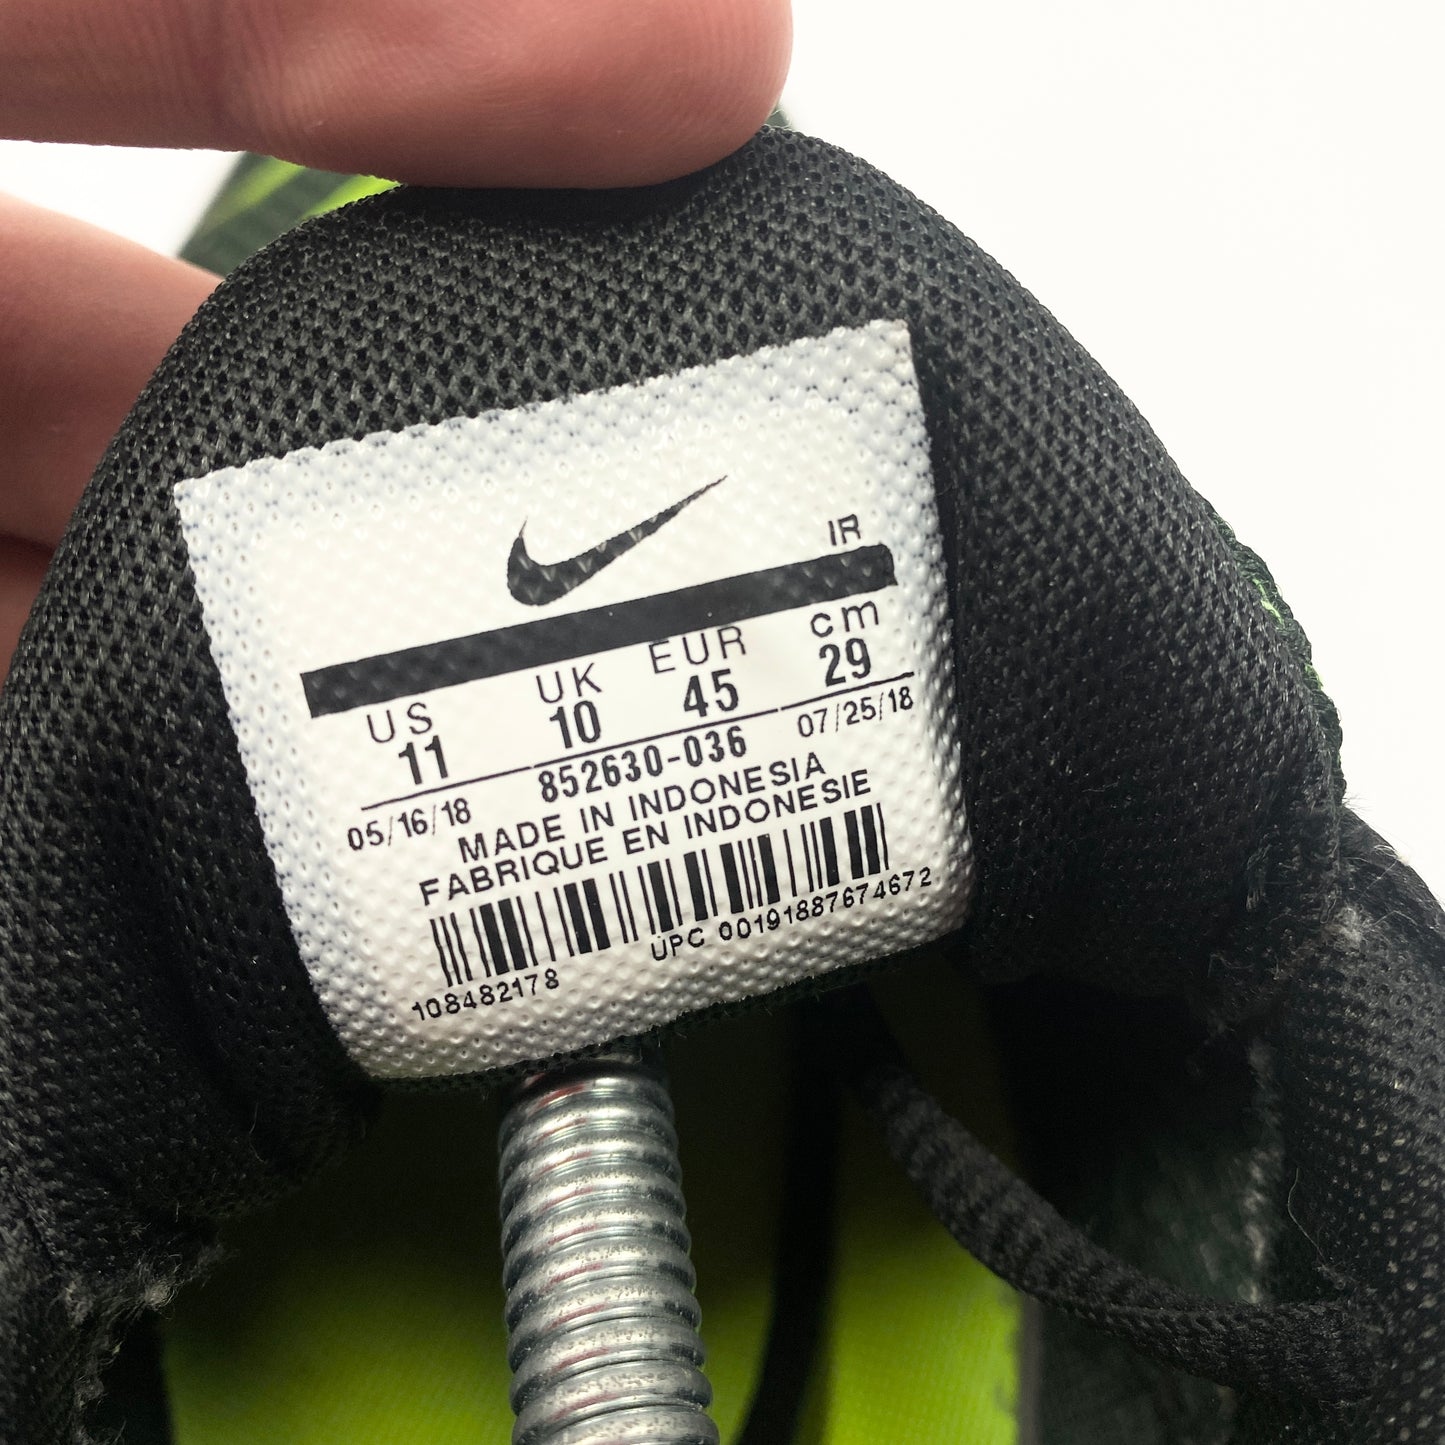 IR
US UK EUR cm
11 10 45 29
05/16/18 852630-036 07/25/18
MADE IN INDONESIA
FABRIQUE EN INDONESIE
108482178 UPC 00191887674672